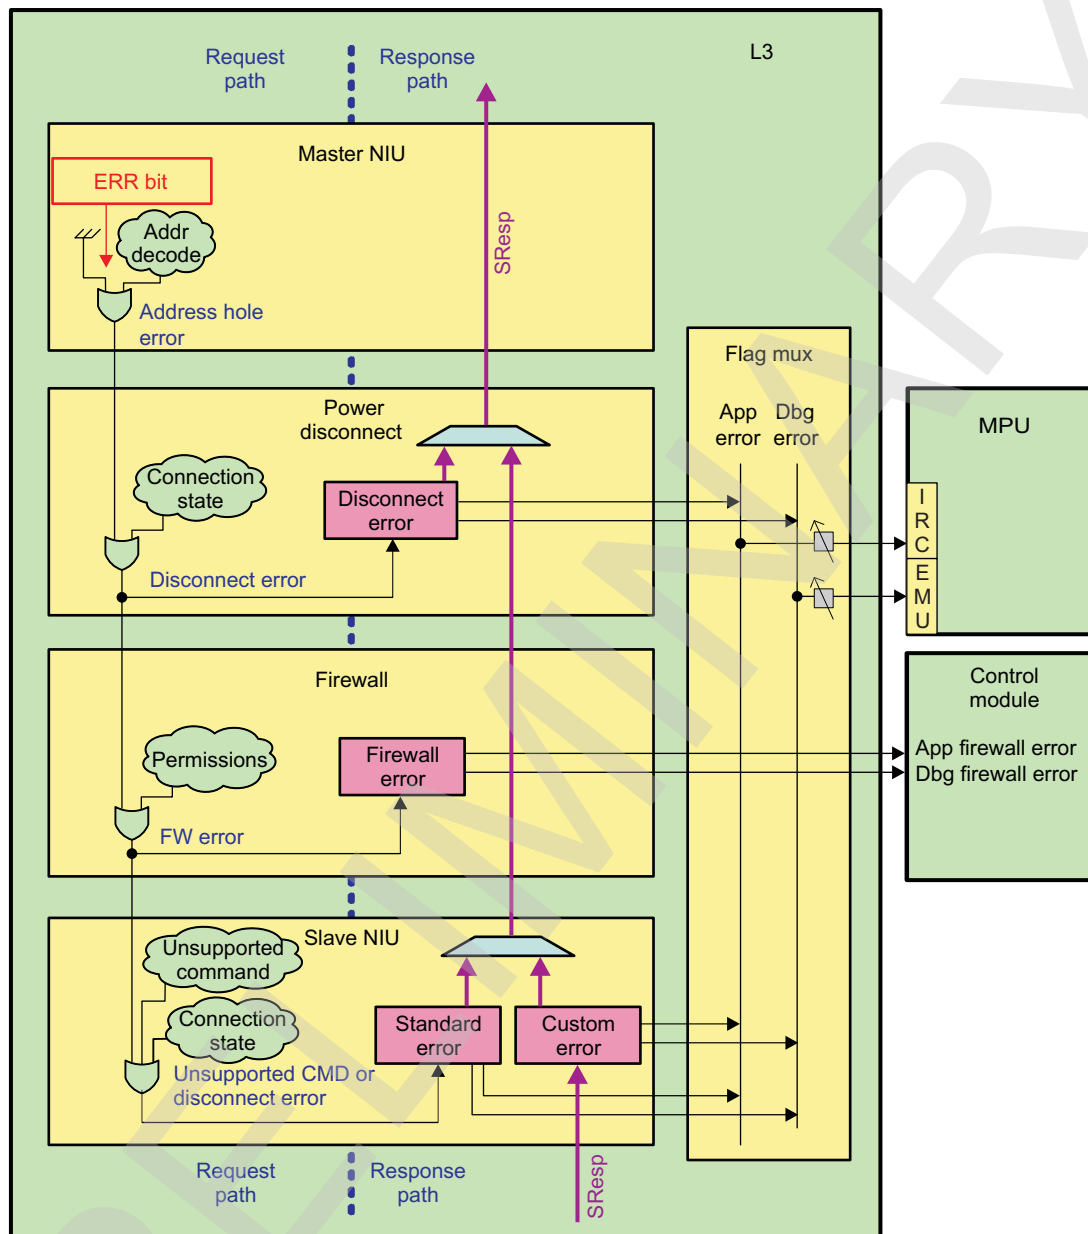 Request
path
Response
path
L3
Master NIU
ERR bit
Addr
decode
SResp
Address hole
error
Flag mux
Power
disconnect
App
error
Dbg
error
MPU
Connection
state
Disconnect
error
I
R
C
E
M
U
Disconnect error
Firewall
Control
module
Permissions
Firewall
error
App firewall error
Dbg firewall error
FW error
Slave NIU
Unsupported
command
Connection
state
Standard
error
Custom
error
Unsupported CMD or
disconnect error
Request
path
Response
path
SResp
PRELIMINARY